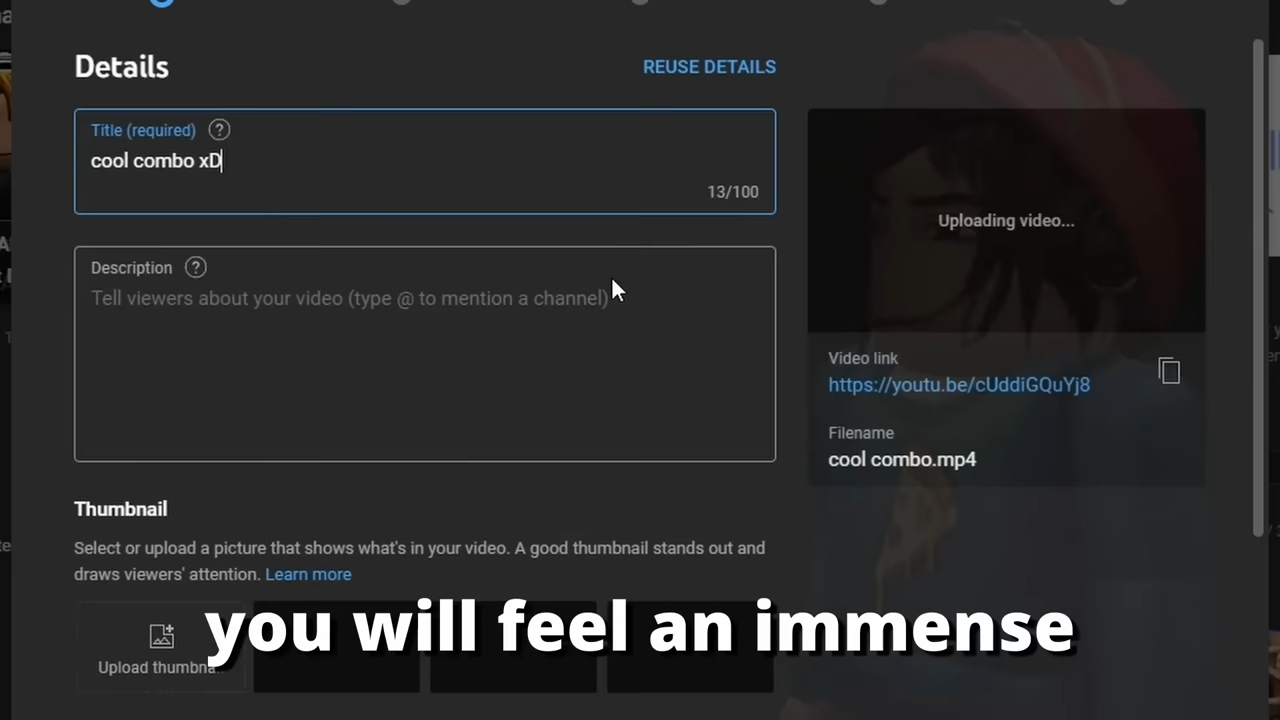 Details
REUSE DETAILS
Title (required) ?
cool combo xD
13/100
Description ?
Tell viewers about your video (type @ to mention a channel)
Uploading video...
Video link
https://youtu.be/cUddiGQuYj8
Filename
cool combo.mp4
Thumbnail
Select or upload a picture that shows what's in your video. A good thumbnail stands out and
draws viewers' attention. Learn more
Upload thumbna
you will feel an immense